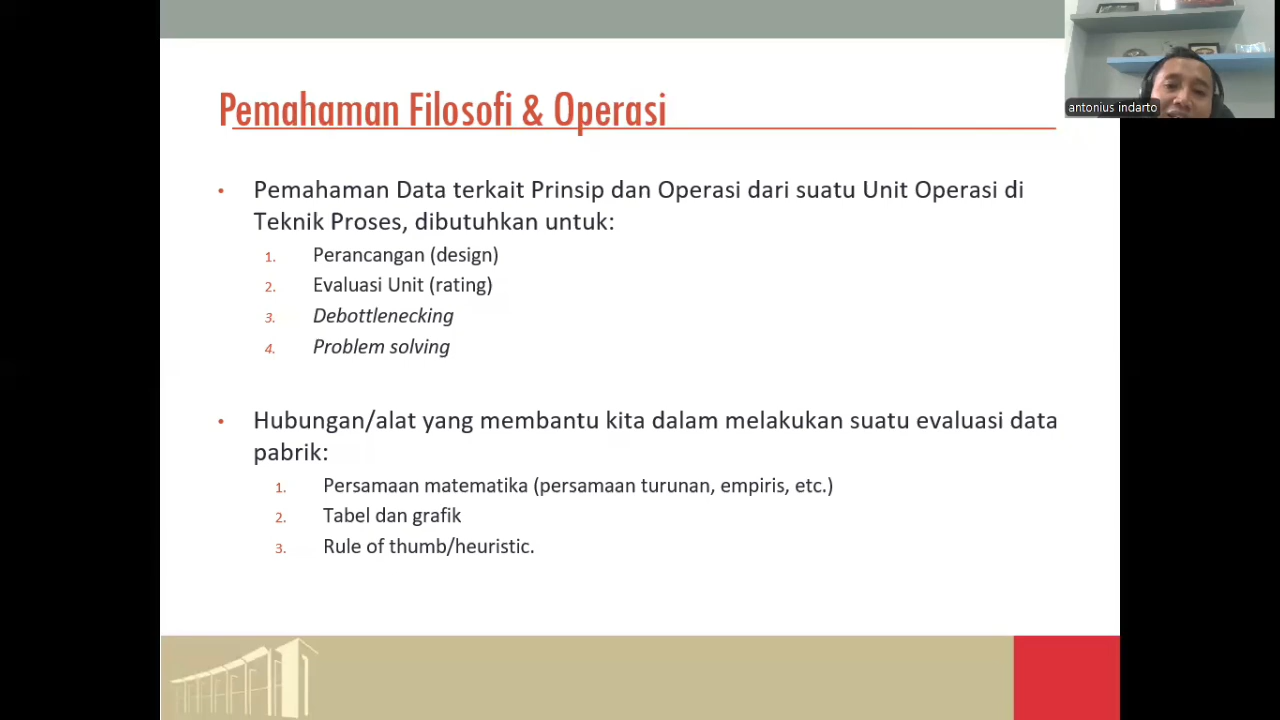 antonius indarto
Pemahaman Filosofi & Operasi
• Pemahaman Data terkait Prinsip dan Operasi dari suatu Unit Operasi di
Teknik Proses, dibutuhkan untuk:
1. Perancangan (design)
2. Evaluasi Unit (rating)
3. Debottlenecking
4. Problem solving
• Hubungan/alat yang membantu kita dalam melakukan suatu evaluasi data
pabrik:
1. Persamaan matematika (persamaan turunan, empiris, etc.)
2. Tabel dan grafik
3. Rule of thumb/heuristic.